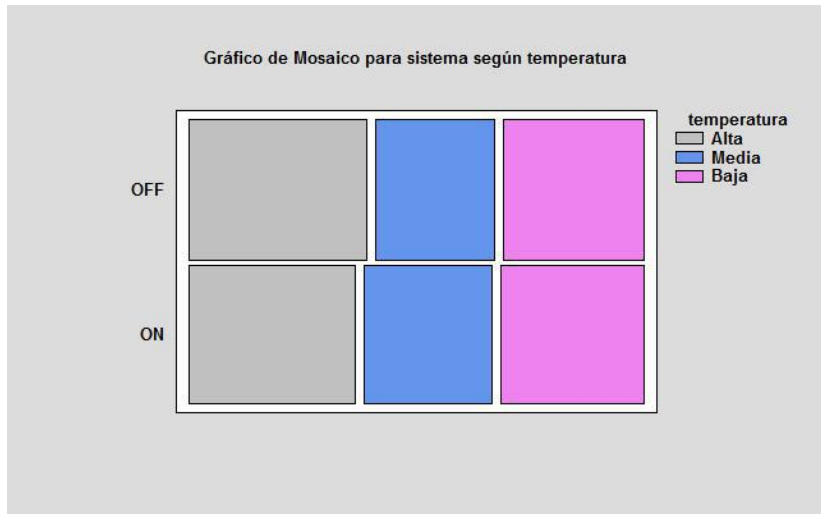 Gráfico de Mosaico para sistema según temperatura
temperatura
Alta
Media
Baja
OFF
ON